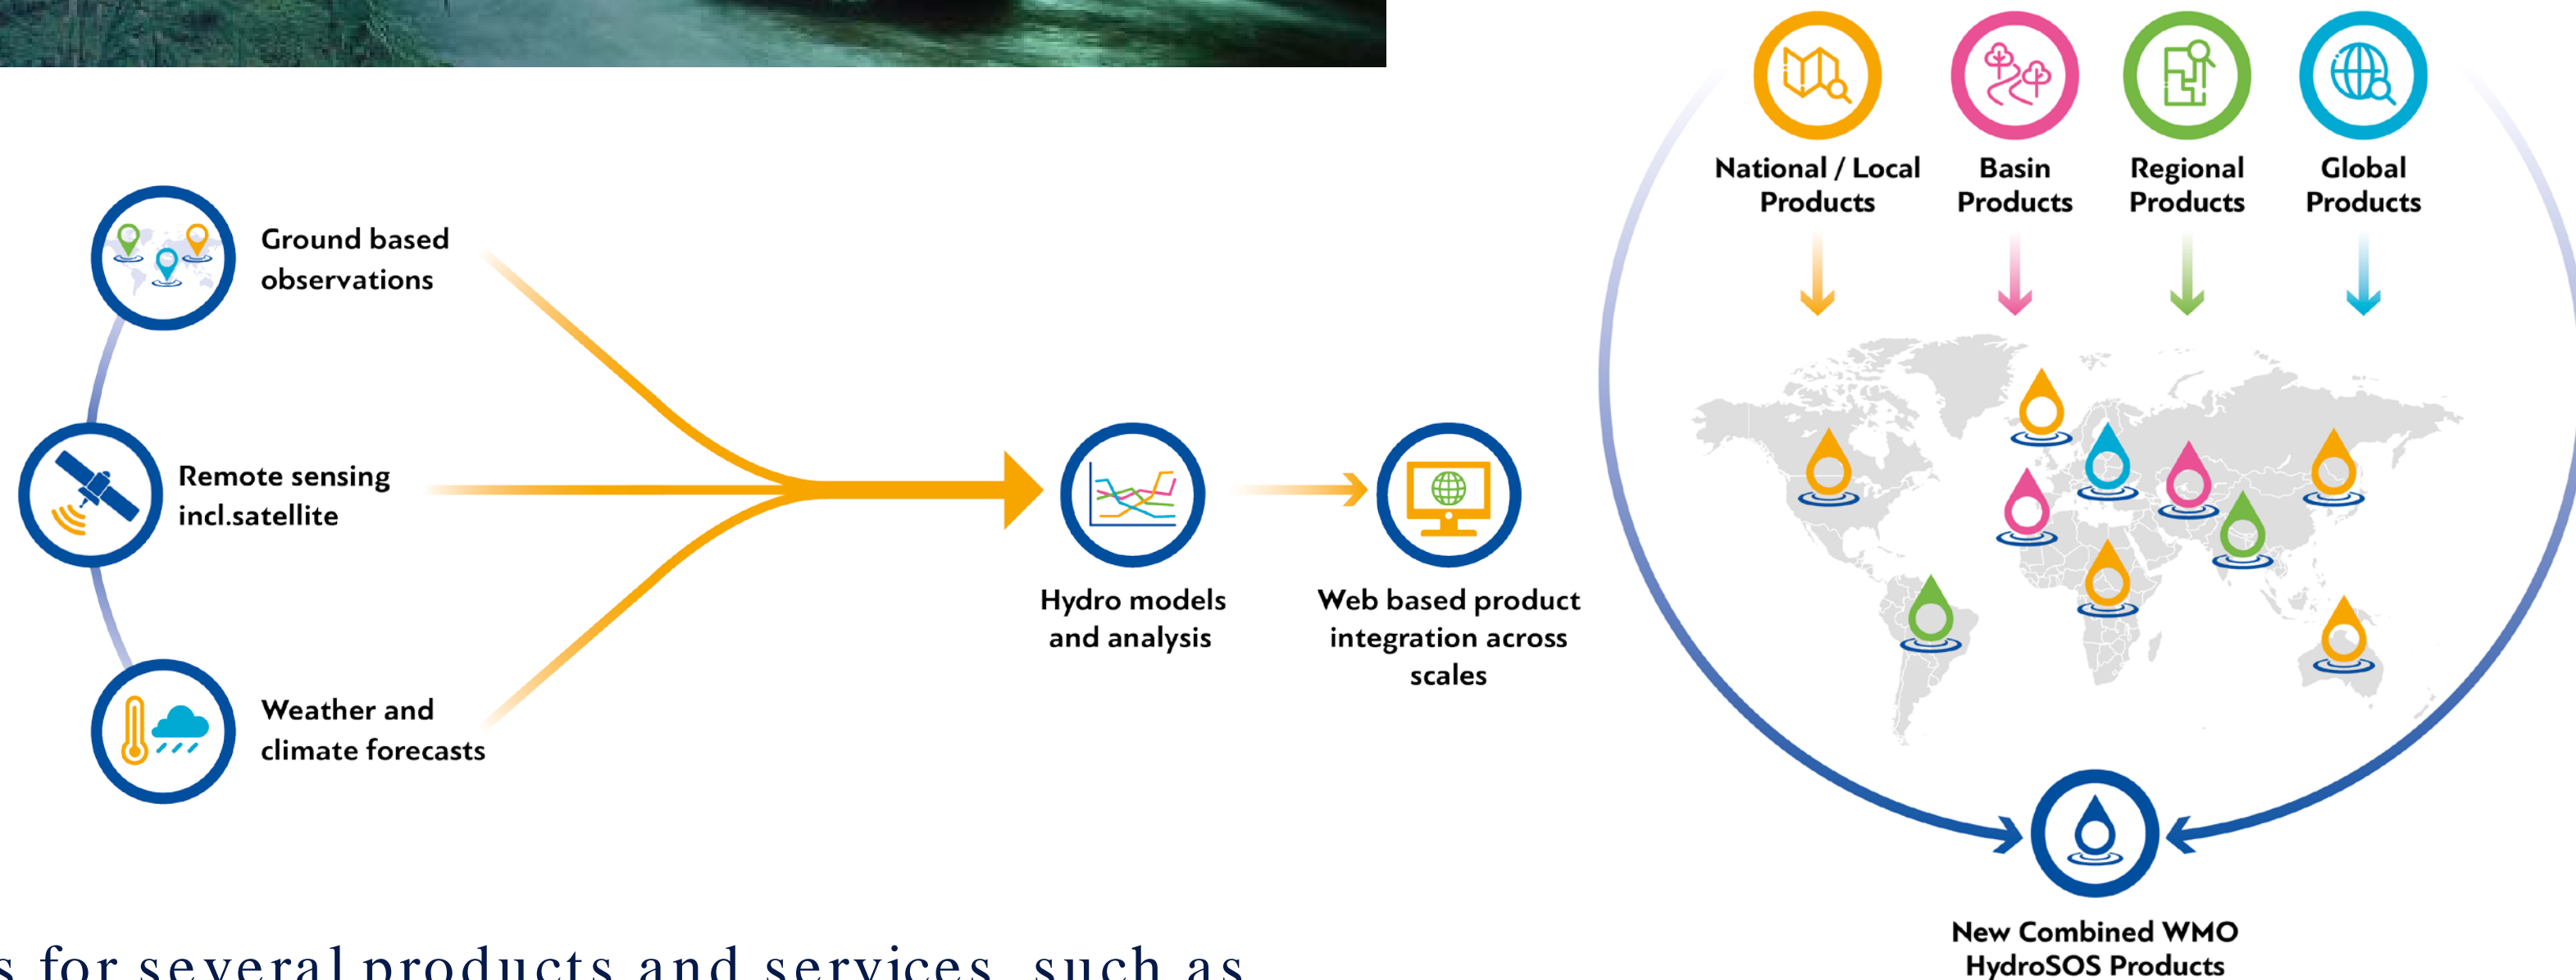 Ground based
observations
Remote sensing
incl.satellite
Weather and
climate forecasts
Hydro models
and analysis
Web based product
integration across
scales
National / Local
Products
Basin
Products
Regional
Products
Global
Products
New Combined WMO
HydroSOS Products
for several products and services, such as